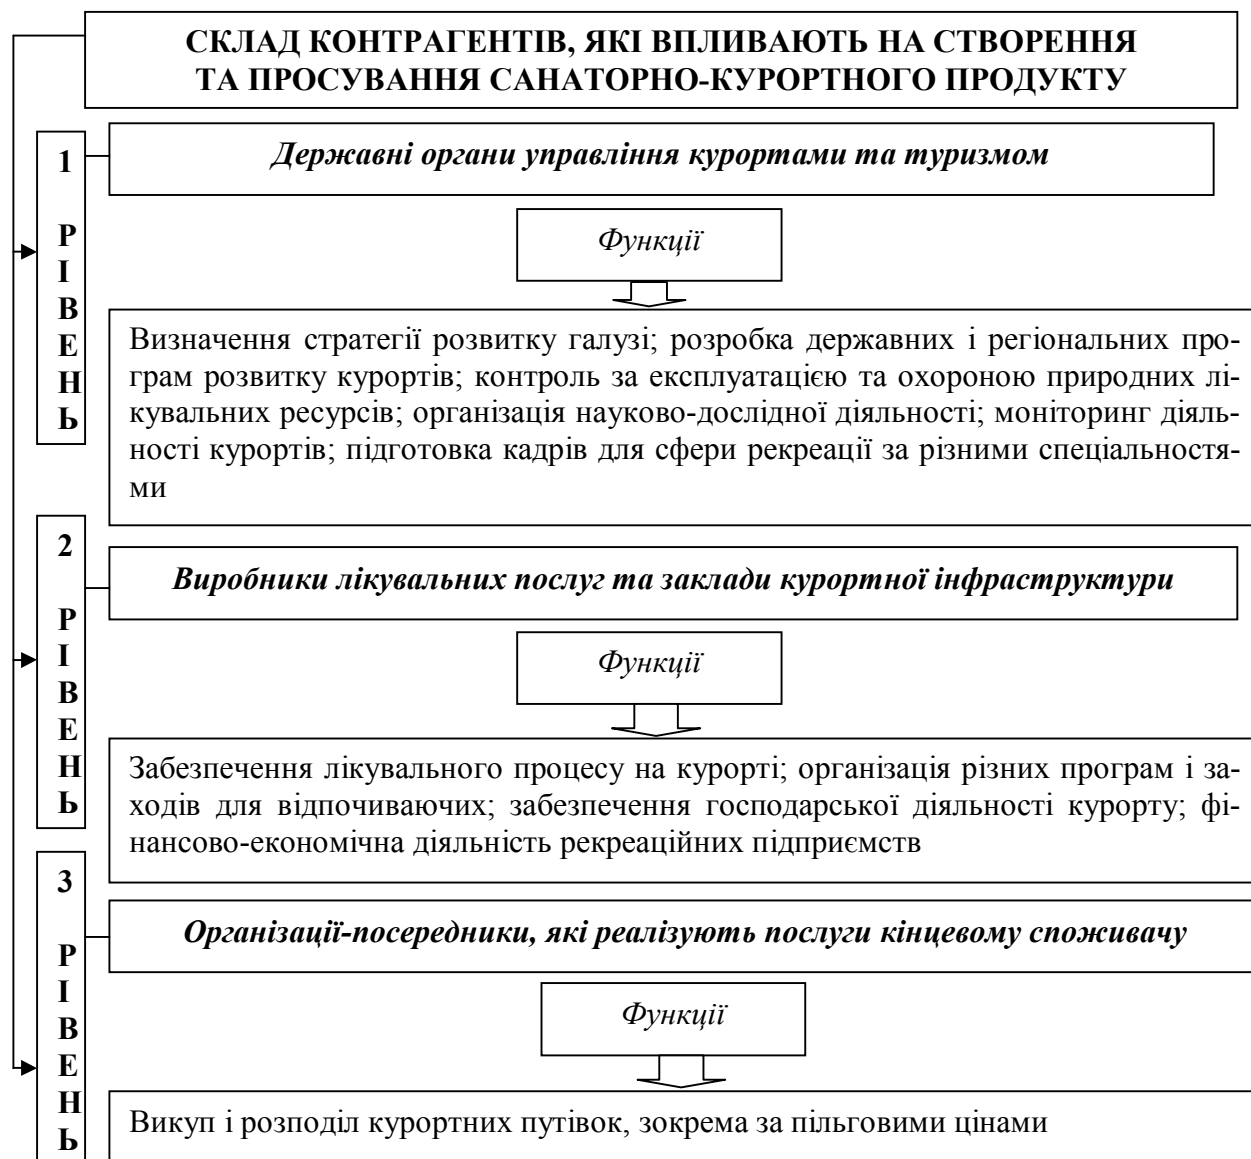 СКЛАД КОНТРАГЕНТІВ, ЯКІ ВПЛИВАЮТЬ НА СТВОРЕННЯ
ТА ПРОСУВАННЯ САНАТОРНО-КУРОРТНОГО ПРОДУКТУ
1 РІВЕНЬ
Державні органи управління курортами та туризмом
Функції
Визначення стратегії розвитку галузі; розробка державних і регіональних про-
грам розвитку курортів; контроль за експлуатацією та охороною природних лі-
кувальних ресурсів; організація науково-дослідної діяльності; моніторинг діяль-
ності курортів; підготовка кадрів для сфери рекреації за різними спеціальностя-
ми
2 РІВЕНЬ
Виробники лікувальних послуг та заклади курортної інфраструктури
Функції
Забезпечення лікувального процесу на курорті; організація різних програм і за-
ходів для відпочиваючих; забезпечення господарської діяльності курорту; фі-
нансово-економічна діяльність рекреаційних підприємств
3 РІВЕНЬ
Організації-посередники, які реалізують послуги кінцевому споживачу
Функції
Викуп і розподіл курортних путівок, зокрема за пільговими цінами